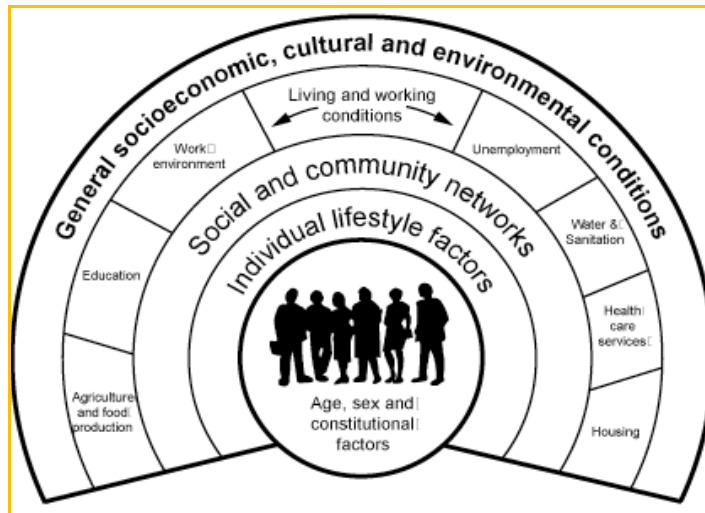 General socioeconomic, cultural and environmental conditions
Living and working
conditions
Work
environment
Unemployment
Education
Water &
Sanitation
Agriculture
and food
production
Health
care
services
Housing
Social and community networks
Individual lifestyle factors
Age, sex and
constitutional
factors